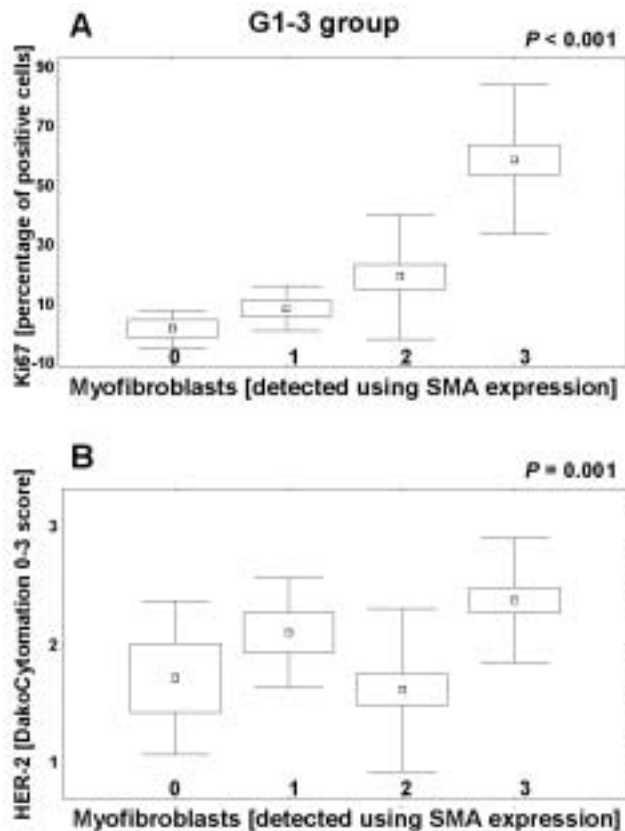 A
G1-3 group
P < 0.001
Ki67 [percentage of positive cells]
90
70
50
30
10
-10
0 1 2 3
Myofibroblasts [detected using SMA expression]
B
P = 0.001
HER-2 [DakoCytomation 0-3 score]
3
2
1
0 1 2 3
Myofibroblasts [detected using SMA expression]